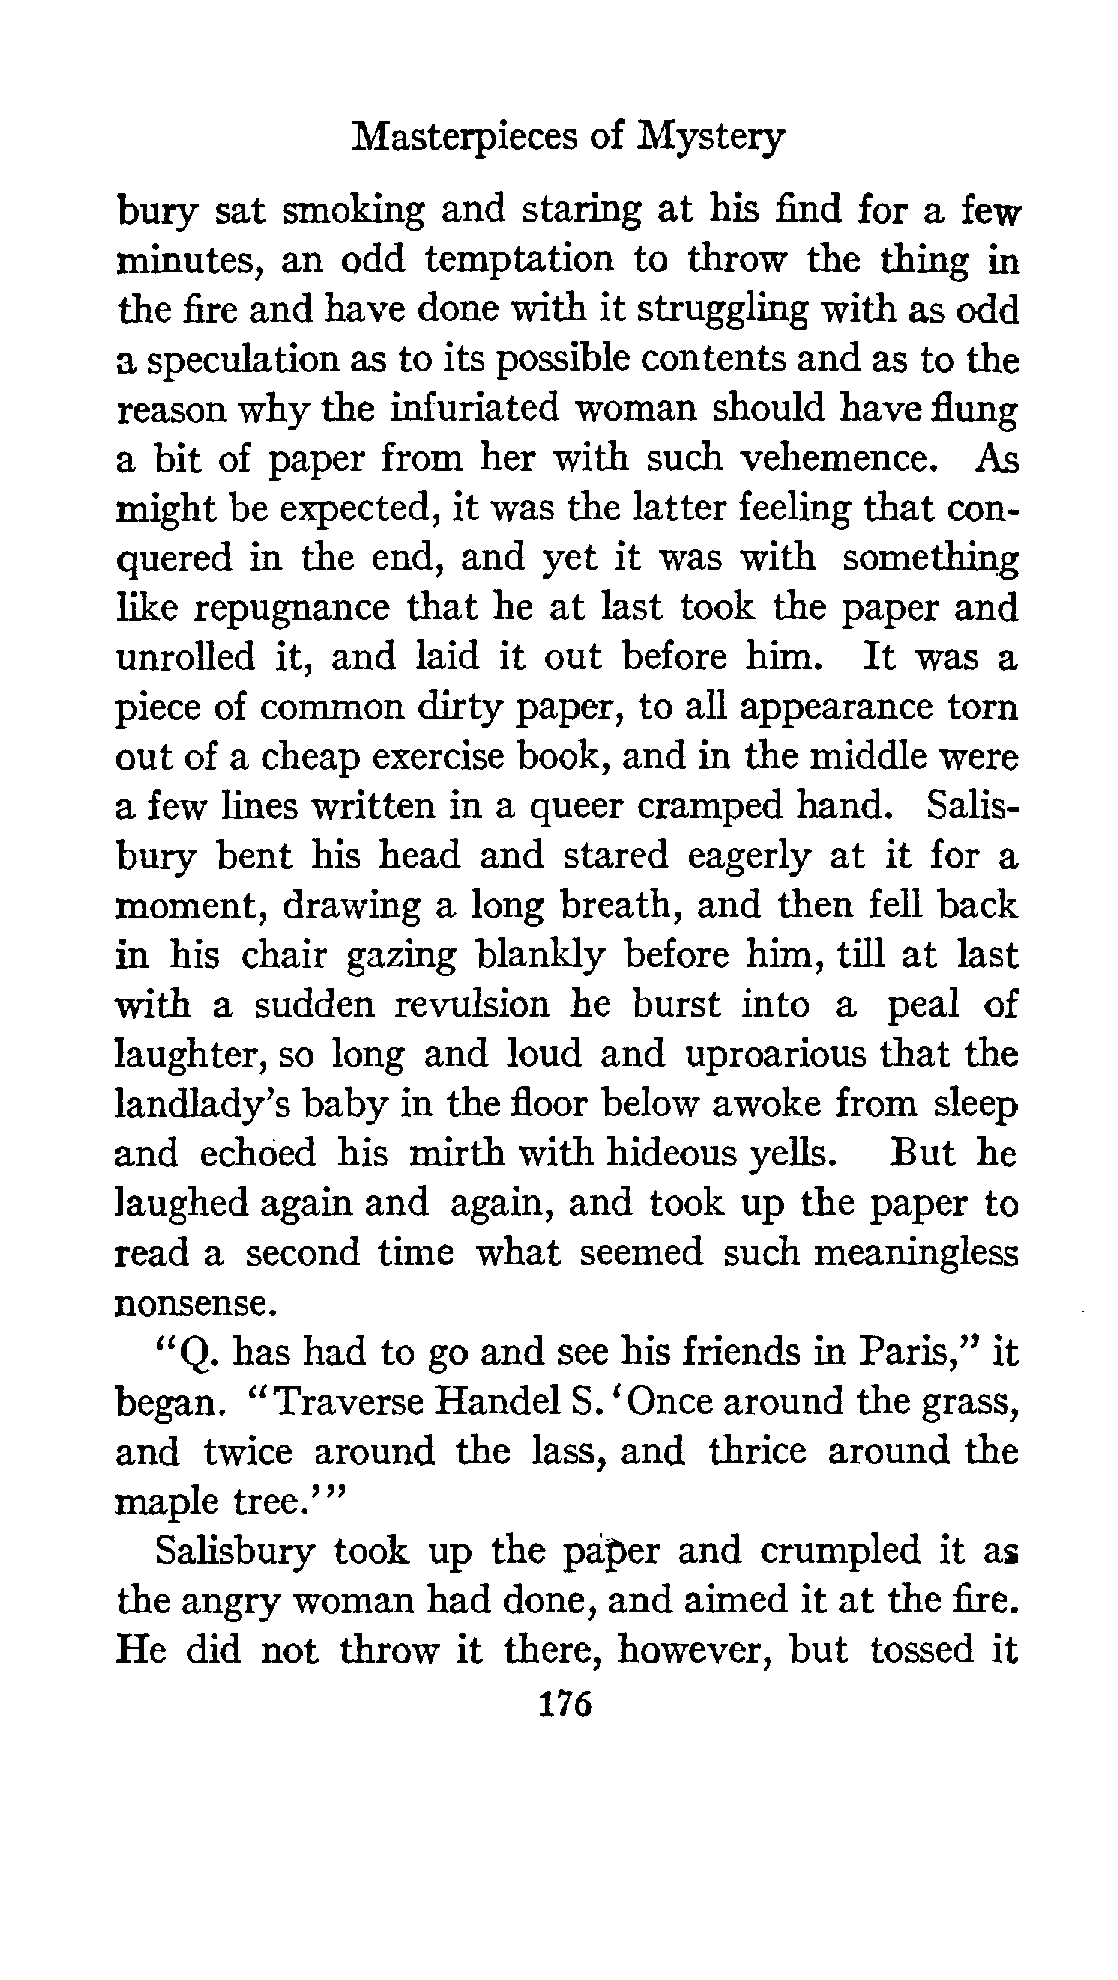 Masterpieces of Mystery
bury sat smoking and staring at his find for a few
minutes, an odd temptation to throw the thing in
the fire and have done with it struggling with as odd
a speculation as to its possible contents and as to the
reason why the infuriated woman should have flung
a bit of paper from her with such vehemence. As
might be expected, it was the latter feeling that con-
quered in the end, and yet it was with something
like repugnance that he at last took the paper and
unrolled it, and laid it out before him. It was a
piece of common dirty paper, to all appearance torn
out of a cheap exercise book, and in the middle were
a few lines written in a queer cramped hand. Salis-
bury bent his head and stared eagerly at it for a
moment, drawing a long breath, and then fell back
in his chair gazing blankly before him, till at last
with a sudden revulsion he burst into a peal of
laughter, so long and loud and uproarious that the
landlady's baby in the floor below awoke from sleep
and echoed his mirth with hideous yells. But he
laughed again and again, and took up the paper to
read a second time what seemed such meaningless
nonsense.
"Q. has had to go and see his friends in Paris," it
began. "Traverse Handel S. 'Once around the grass,
and twice around the lass, and thrice around the
maple tree.'"
Salisbury took up the paper and crumpled it as
the angry woman had done, and aimed it at the fire.
He did not throw it there, however, but tossed it
176